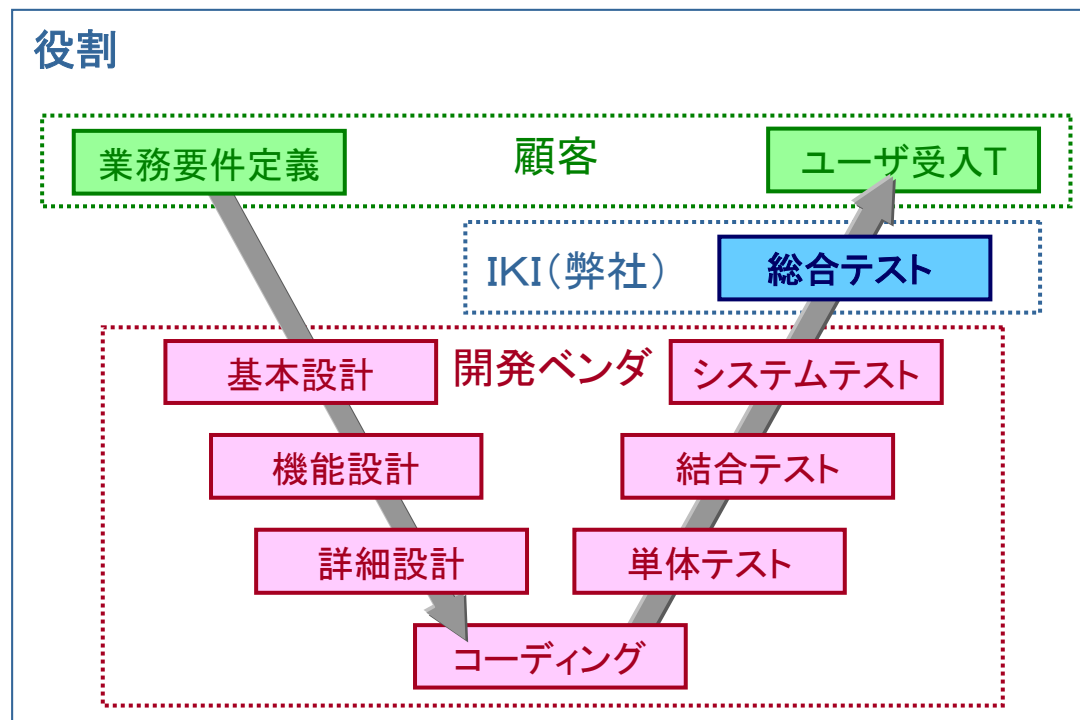 役割
業務要件定義
顧客
ユーザ受入T
IKI(弊社)
総合テスト
基本設計
開発ベンダ
システムテスト
機能設計
結合テスト
詳細設計
単体テスト
コーディング